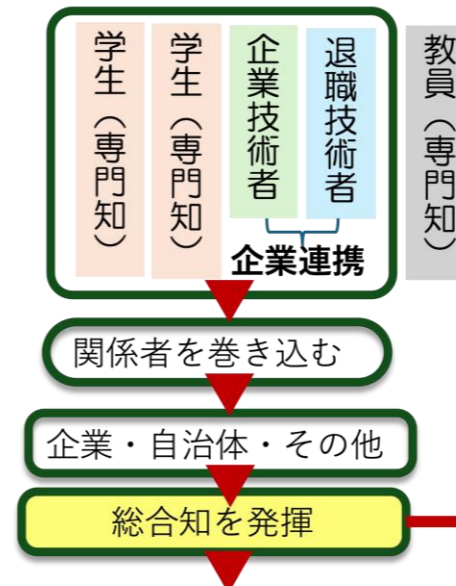 学生（専門知）
学生（専門知）
企業技術者
退職技術者
教員（専門知）
企業連携
関係者を巻き込む
企業・自治体・その他
総合知を発揮